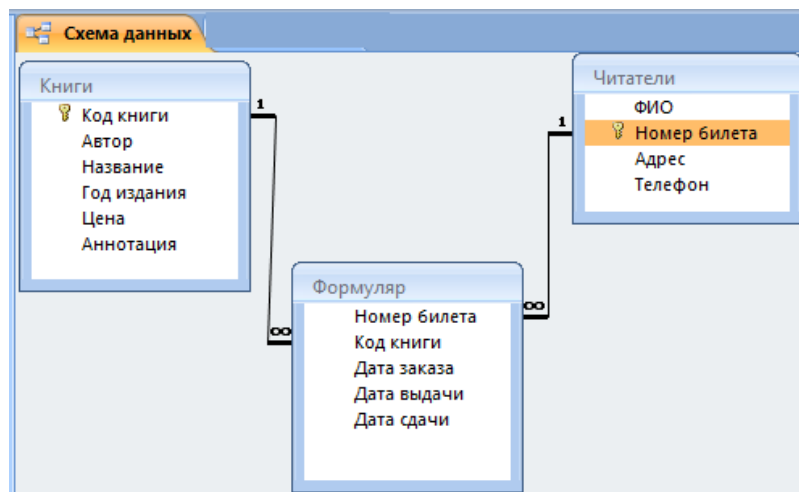 Схема данных
Книги
Код книги
Автор
Название
Год издания
Цена
Аннотация
1
∞
Читатели
ФИО
Номер билета
Адрес
Телефон
1
∞
Формуляр
Номер билета
Код книги
Дата заказа
Дата выдачи
Дата сдачи